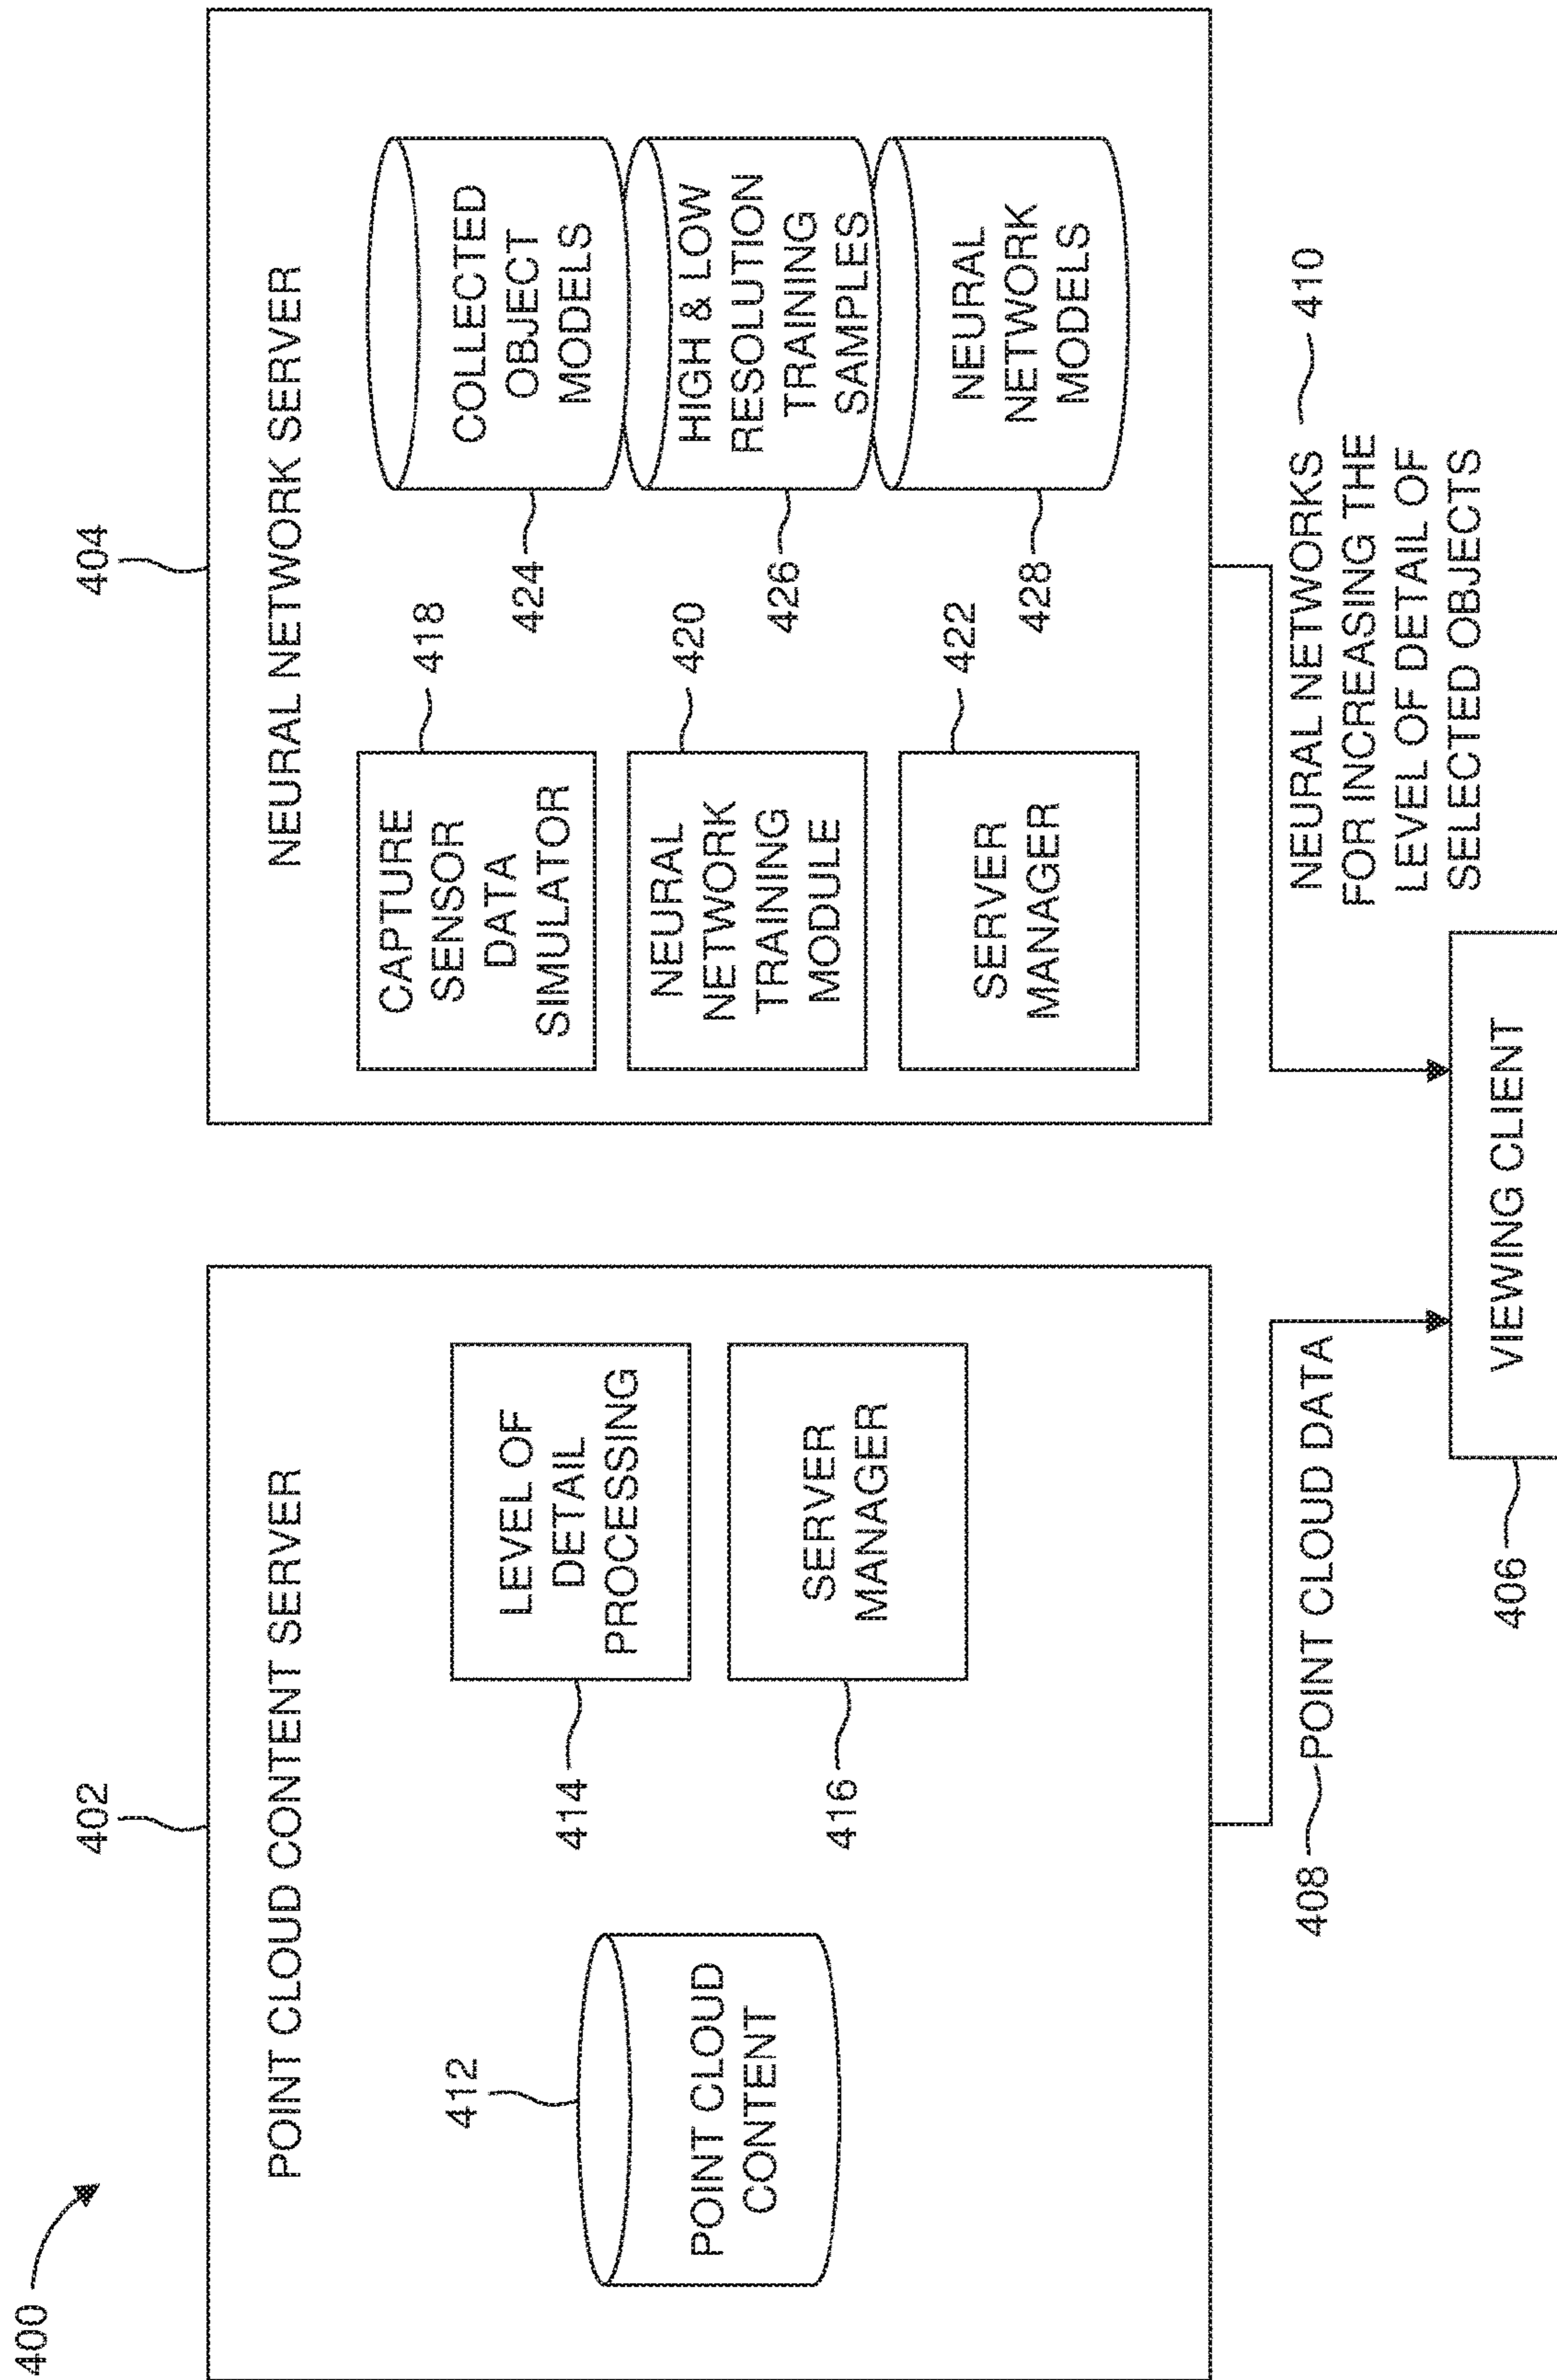 400
402
POINT CLOUD CONTENT SERVER
412
POINT CLOUD
CONTENT
414
LEVEL OF
DETAIL
PROCESSING
416
SERVER
MANAGER
404
NEURAL NETWORK SERVER
418
CAPTURE
SENSOR
DATA
SIMULATOR
420
NEURAL
NETWORK
TRAINING
MODULE
422
SERVER
MANAGER
424
COLLECTED
OBJECT
MODELS
426
HIGH & LOW
RESOLUTION
TRAINING
SAMPLES
428
NEURAL
NETWORK
MODELS
408 POINT CLOUD DATA
NEURAL NETWORKS 410
FOR INCREASING THE
LEVEL OF DETAIL OF
SELECTED OBJECTS
406
VIEWING CLIENT